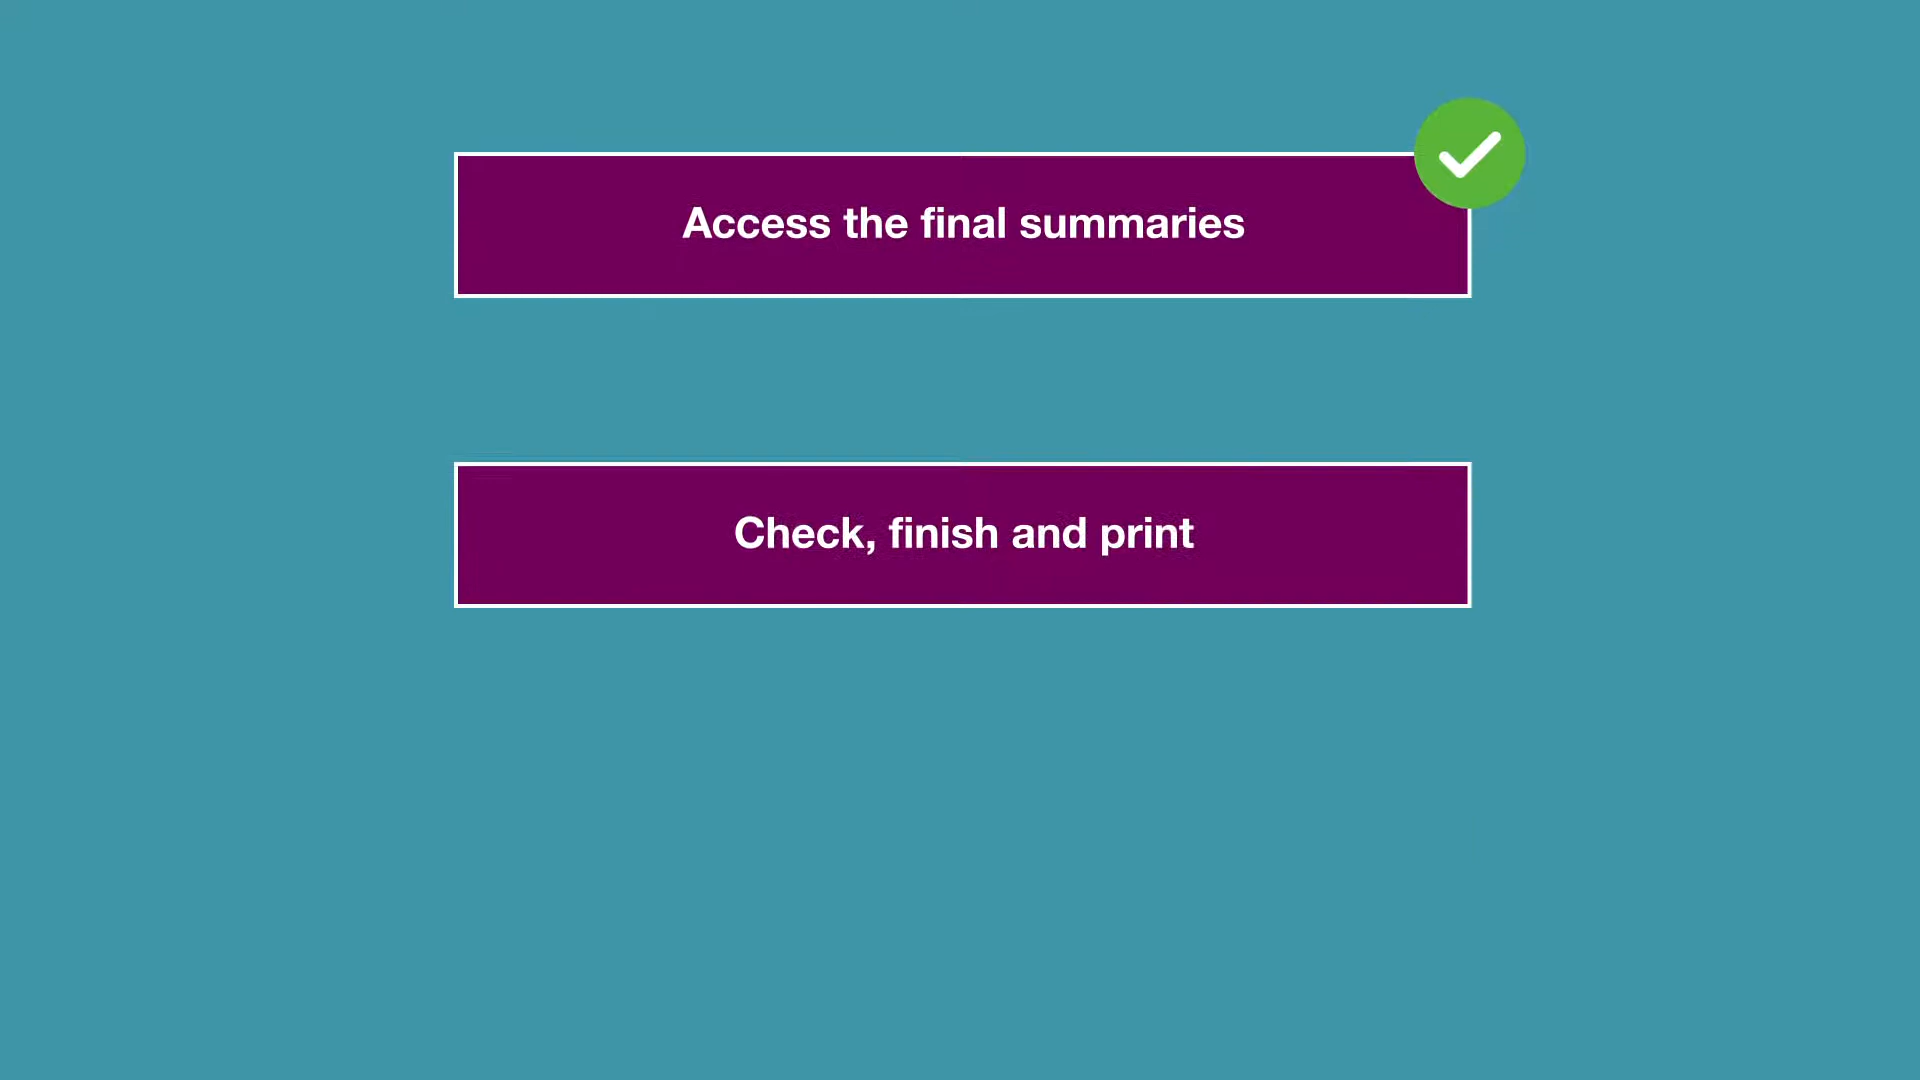 Access the final summaries
Check, finish and print